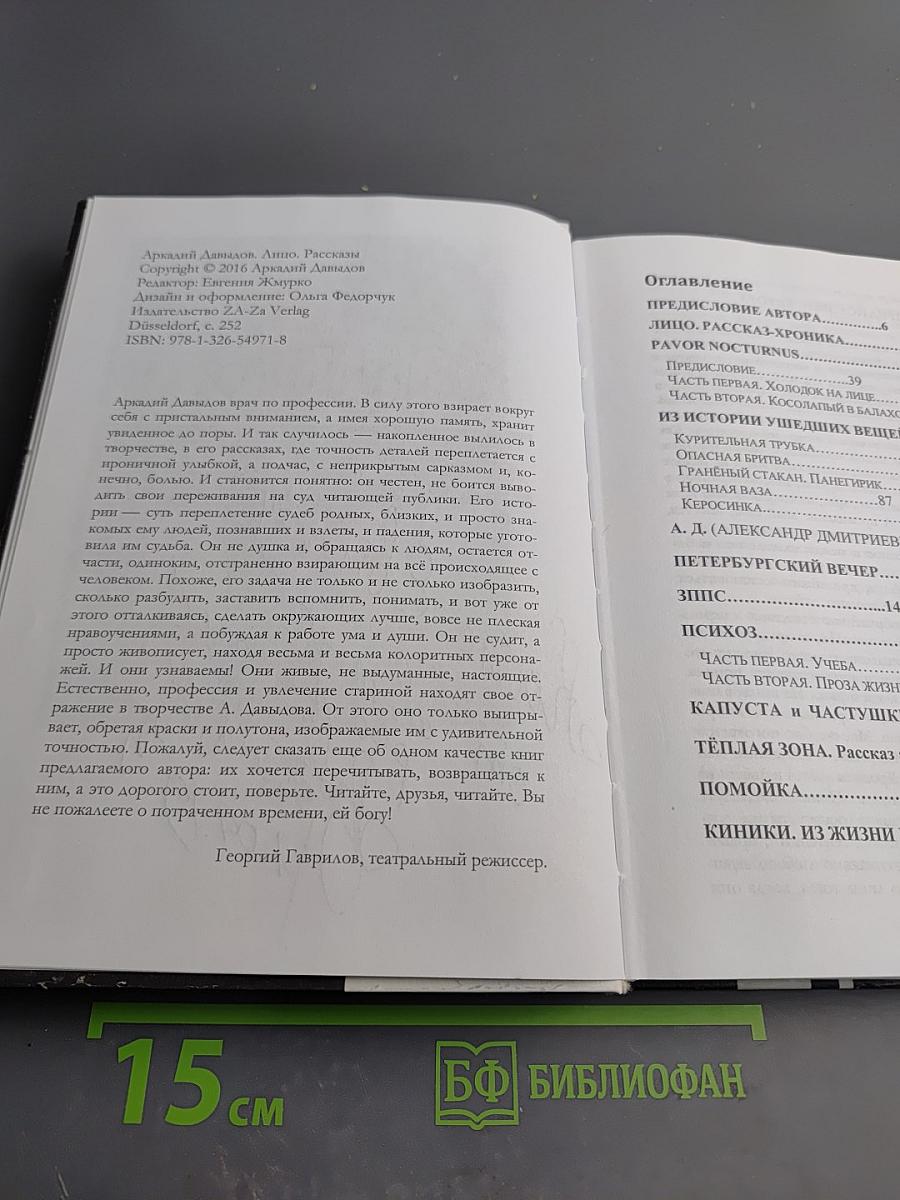 Аркадий Давыдов. Лицо. Рассказы
Copyright © 2016 Аркадий Давыдов
Редактор: Евгения Жмурко
Дизайн и оформление: Ольга Федорчук
Издательство ZA-Za Verlag
Düsseldorf, с. 252
ISBN: 978-1-326-54971-8
Аркадий Давыдов врач по профессии. В силу этого взирает вокруг
себя с пристальным вниманием, а имея хорошую память, хранит
увиденное до поры. И так случилось — накопленное вылилось в
творчестве, в его рассказах, где точность деталей переплетается с
ироничной улыбкой, а подчас, с неприкрытым сарказмом и, ко-
нечно, болью. И становится понятно: он честен, не боится выво-
дить свои переживания на суд читающей публики. Его исто-
рии — суть переплетение судеб родных, близких, и просто зна-
комых ему людей, познавших и взлеты, и падения, которые угото-
вила им судьба. Он не душка и, обращаясь к людям, остается от-
части, одиноким, отстраненно взирающим на всё происходящее с
человеком. Похоже, его задача не только и не столько изобразить,
сколько разбудить, заставить вспомнить, понимать, и вот уже от
этого отталкиваясь, сделать окружающих лучше, вовсе не плеская
нравоучениями, а побуждая к работе ума и души. Он не судит, а
просто живописует, находя весьма и весьма колоритных персона-
жей. И они узнаваемы! Они живые, не выдуманные, настоящие.
Естественно, профессия и увлечение стариной находят свое от-
ражение в творчестве А. Давыдова. От этого оно только выигры-
вает, обретая краски и полутона, изображаемые им с удивительной
точностью. Пожалуй, следует сказать еще об одном качестве книг
предлагаемого автора: их хочется перечитывать, возвращаться к
ним, а это дорогого стоит, поверьте. Читайте, друзья, читайте. Вы
не пожалеете о потраченном времени, ей богу!
Георгий Гаврилов, театральный режиссер.
Оглавление
ПРЕДИСЛОВИЕ АВТОРА.............6
ЛИЦО. РАССКАЗ-ХРОНИКА............
PAVOR NOCTURNUS....................
Предисловие......................39
Часть первая. Холодок на лице......
Часть вторая. Косолапый в балахо
ИЗ ИСТОРИИ УШЕДШИХ ВЕЩЕЙ
Курительная трубка..............
Опасная бритва..................
Гранёный стакан. Панегирик......
Ночная ваза....................87
Керосинка.......................
А. Д. (АЛЕКСАНДР ДМИТРИЕВ
ПЕТЕРБУРГСКИЙ ВЕЧЕР....
ЗППС..........................14
ПСИХОЗ........................
Часть первая. Учеба.........
Часть вторая. Проза жизн
КАПУСТА и ЧАСТУШК
ТЁПЛАЯ ЗОНА. Рассказ
ПОМОЙКА................
КИНИКИ. ИЗ ЖИЗНИ
15 см
БФ БИБЛИОФАН